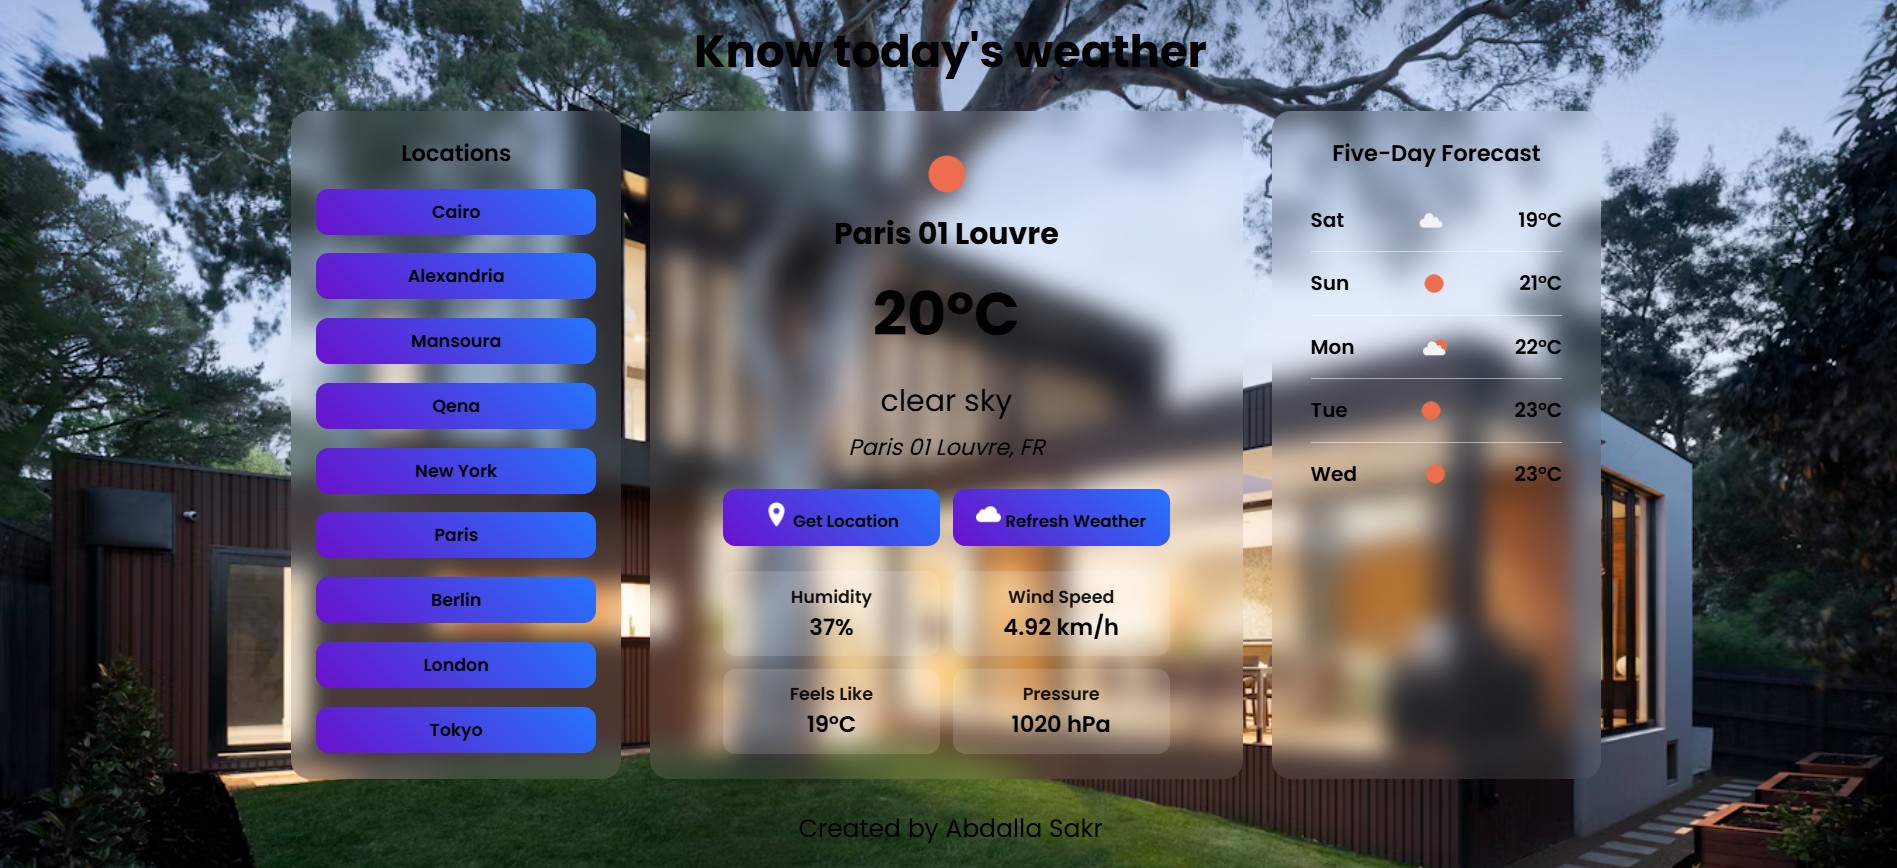 Know today's weather
Locations
Cairo
Alexandria
Mansoura
Qena
New York
Paris
Berlin
London
Tokyo
Paris 01 Louvre
20°C
clear sky
Paris 01 Louvre, FR
Get Location
Refresh Weather
Humidity
37%
Wind Speed
4.92 km/h
Feels Like
19°C
Pressure
1020 hPa
Five-Day Forecast
Sat 19°C
Sun 21°C
Mon 22°C
Tue 23°C
Wed 23°C
Created by Abdalla Sakr